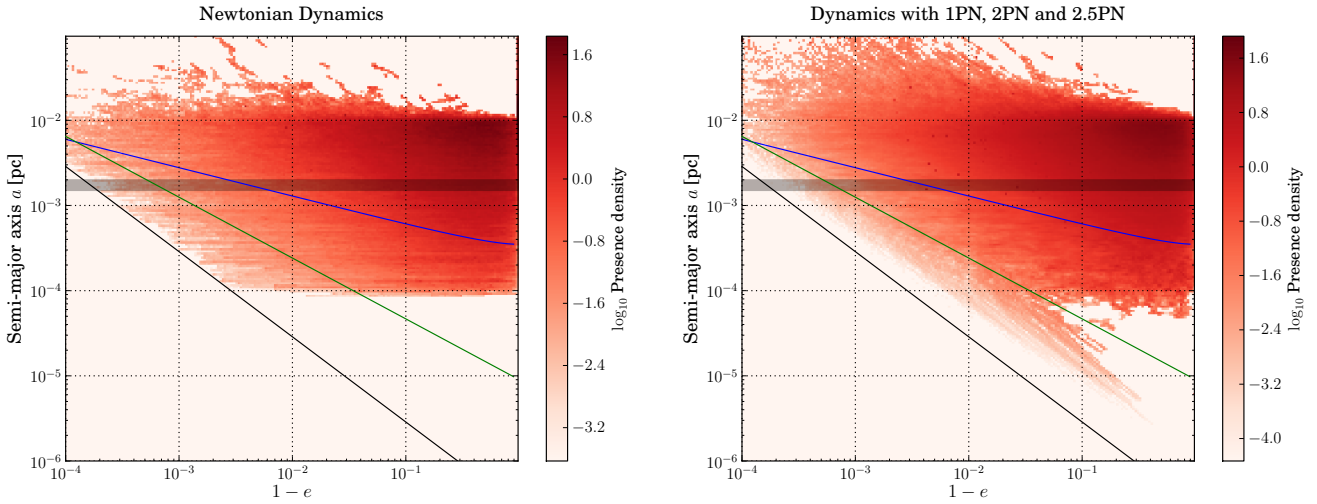 Newtonian Dynamics
Semi-major axis a [pc]
10⁻²
10⁻³
10⁻⁴
10⁻⁵
10⁻⁶
10⁻⁴ 10⁻³ 10⁻² 10⁻¹
1 − e
1.6
0.8
0.0
−0.8
−1.6
−2.4
−3.2
log₁₀ Presence density
Dynamics with 1PN, 2PN and 2.5PN
Semi-major axis a [pc]
10⁻²
10⁻³
10⁻⁴
10⁻⁵
10⁻⁶
10⁻⁴ 10⁻³ 10⁻² 10⁻¹
1 − e
1.6
0.8
0.0
−0.8
−1.6
−2.4
−3.2
−4.0
log₁₀ Presence density